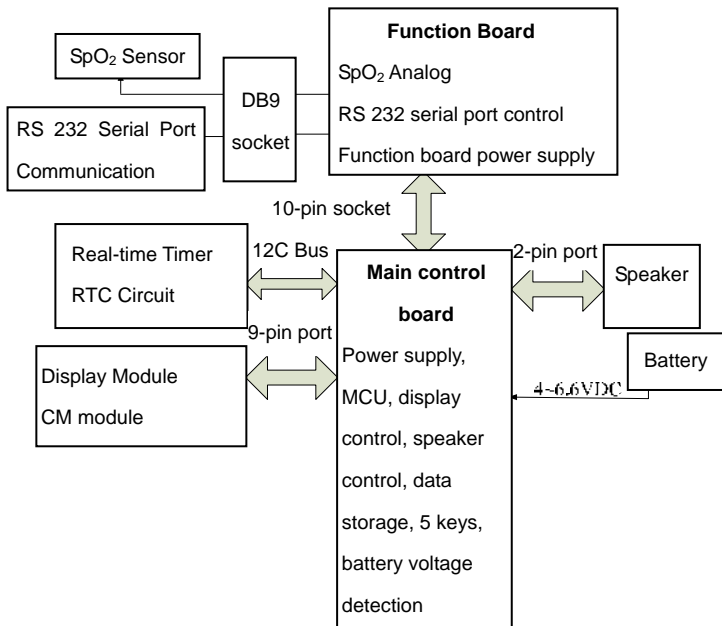 Function Board
SpO2 Analog
RS 232 serial port control
Function board power supply
SpO2 Sensor
DB9
socket
RS 232 Serial Port
Communication
10-pin socket
Real-time Timer
RTC Circuit
12C Bus
9-pin port
Display Module
CM module
Main control
board
Power supply,
MCU, display
control, speaker
control, data
storage, 5 keys,
battery voltage
detection
2-pin port
Speaker
Battery
4~6.6VDC